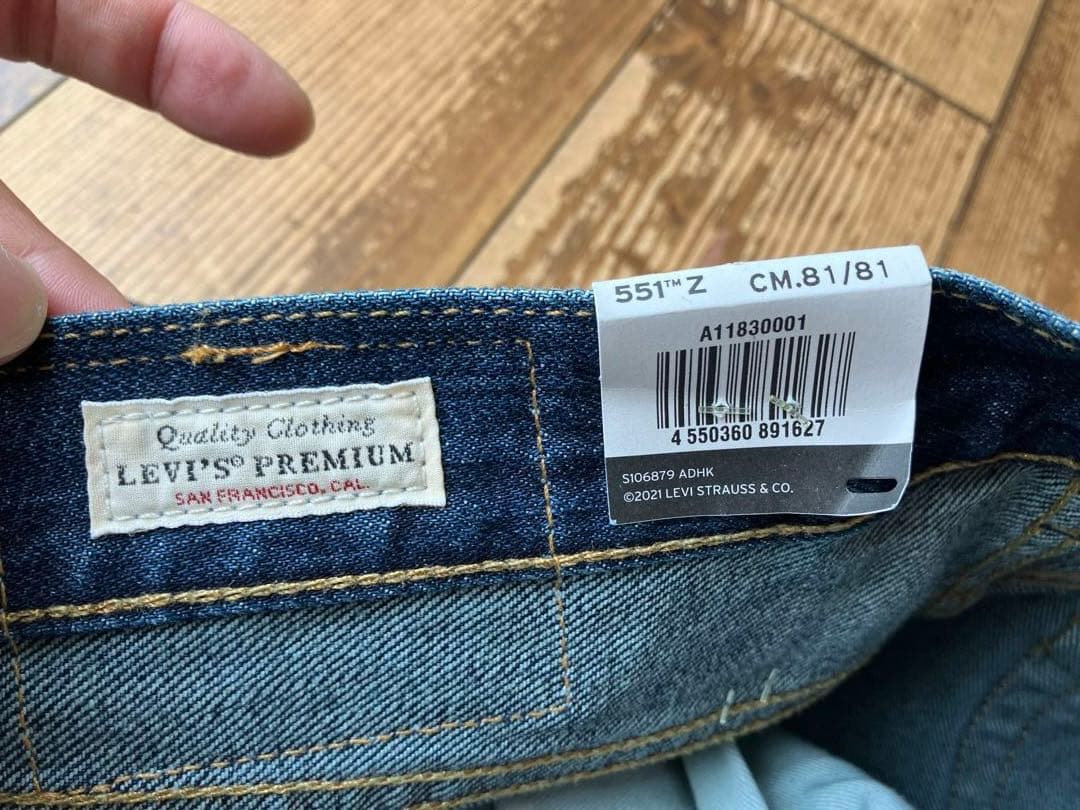 Quality Clothing
LEVI'S® PREMIUM
SAN FRANCISCO, CAL.
551™ Z CM.81/81
A11830001
4 550360 891627
S106879 ADHK
©2021 LEVI STRAUSS & CO.